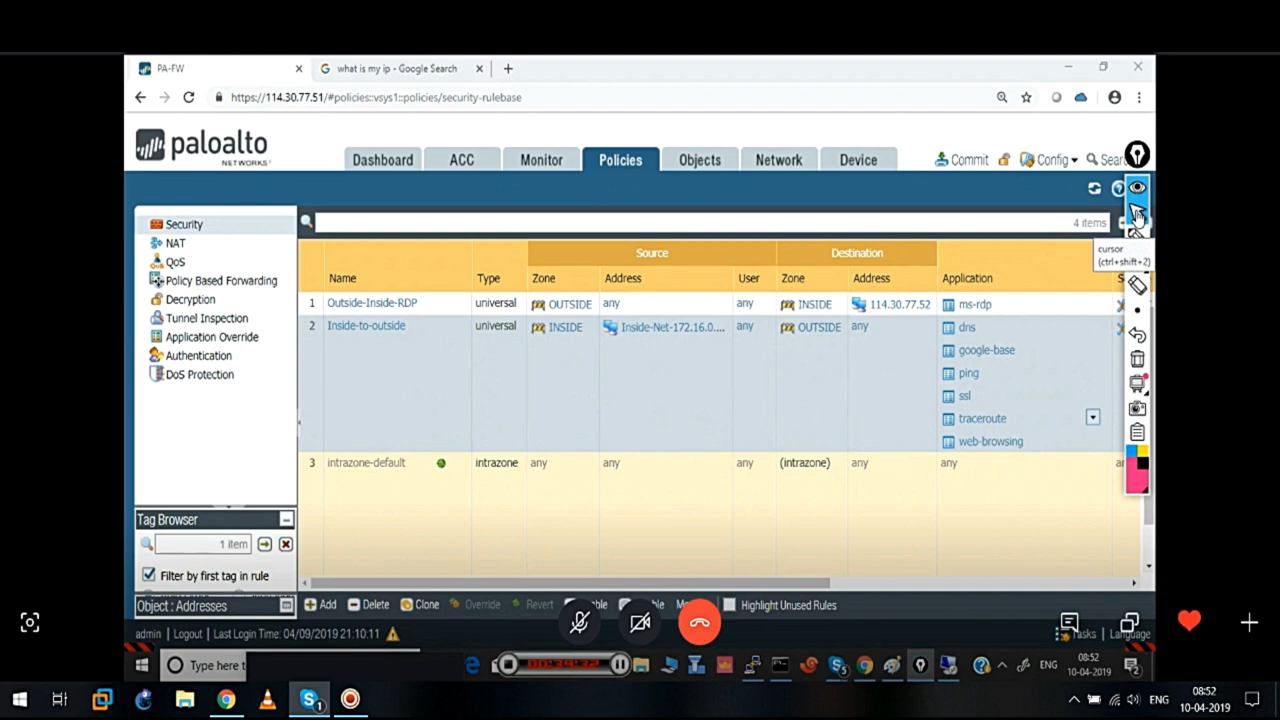 PA-FW
what is my ip - Google Search
https://114.30.77.51/#policies::vsys1::policies/security-rulebase
paloalto
NETWORKS
Dashboard ACC Monitor Policies Objects Network Device
Commit Config Sear
4 items
cursor
(ctrl+shift+2)
Security
NAT
QoS
Policy Based Forwarding
Decryption
Tunnel Inspection
Application Override
Authentication
DoS Protection
Source Destination
Name Type Zone Address User Zone Address Application
1 Outside-Inside-RDP universal OUTSIDE any any INSIDE 114.30.77.52 ms-rdp
2 Inside-to-outside universal INSIDE Inside-Net-172.16.0.... any OUTSIDE any dns
google-base
ping
ssl
traceroute
web-browsing
3 intrazone-default intrazone any any any (intrazone) any any
Tag Browser
1 item
Filter by first tag in rule
Object : Addresses
Add Delete Clone Override Revert Highlight Unused Rules
admin | Logout | Last Login Time: 04/09/2019 21:10:11
Tasks | Language
Type here t
00:34:32
ENG
08:52
10-04-2019
ENG
08:52
10-04-2019